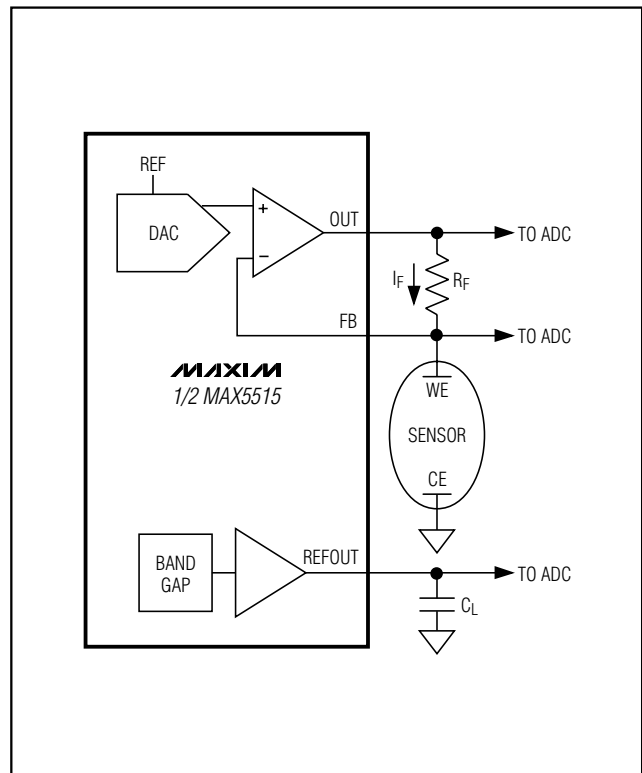 REF
DAC
+
−
OUT
TO ADC
I_F
R_F
FB
TO ADC
MAXIM
1/2 MAX5515
WE
SENSOR
CE
BAND
GAP
REFOUT
TO ADC
C_L